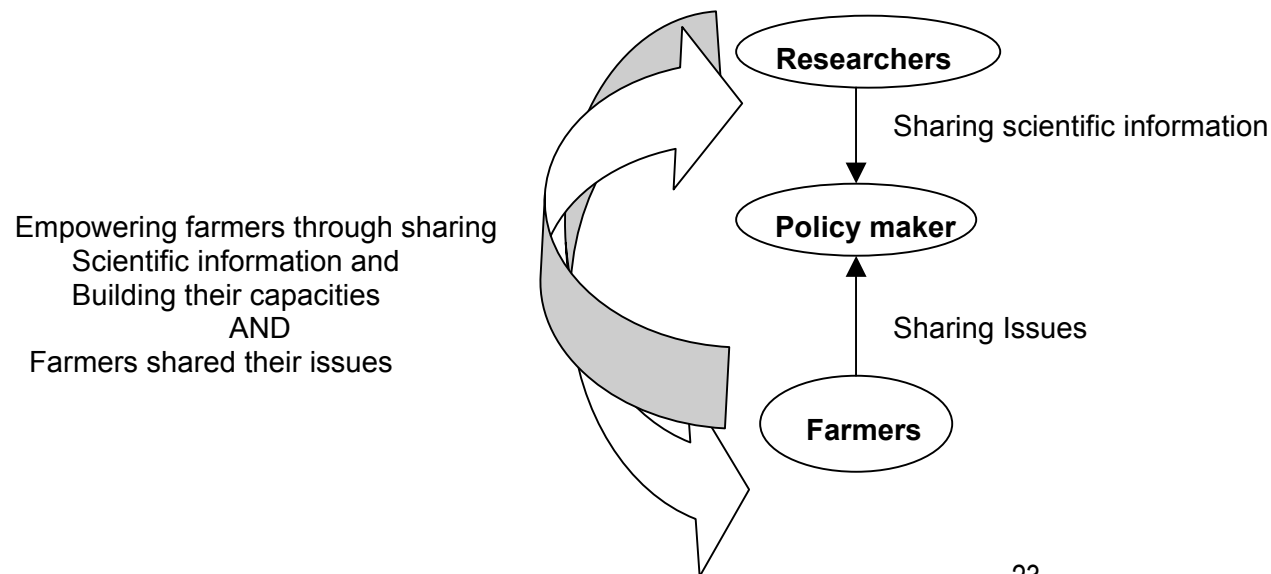 Researchers
Sharing scientific information
Policy maker
Empowering farmers through sharing
Scientific information and
Building their capacities
AND
Farmers shared their issues
Sharing Issues
Farmers
23